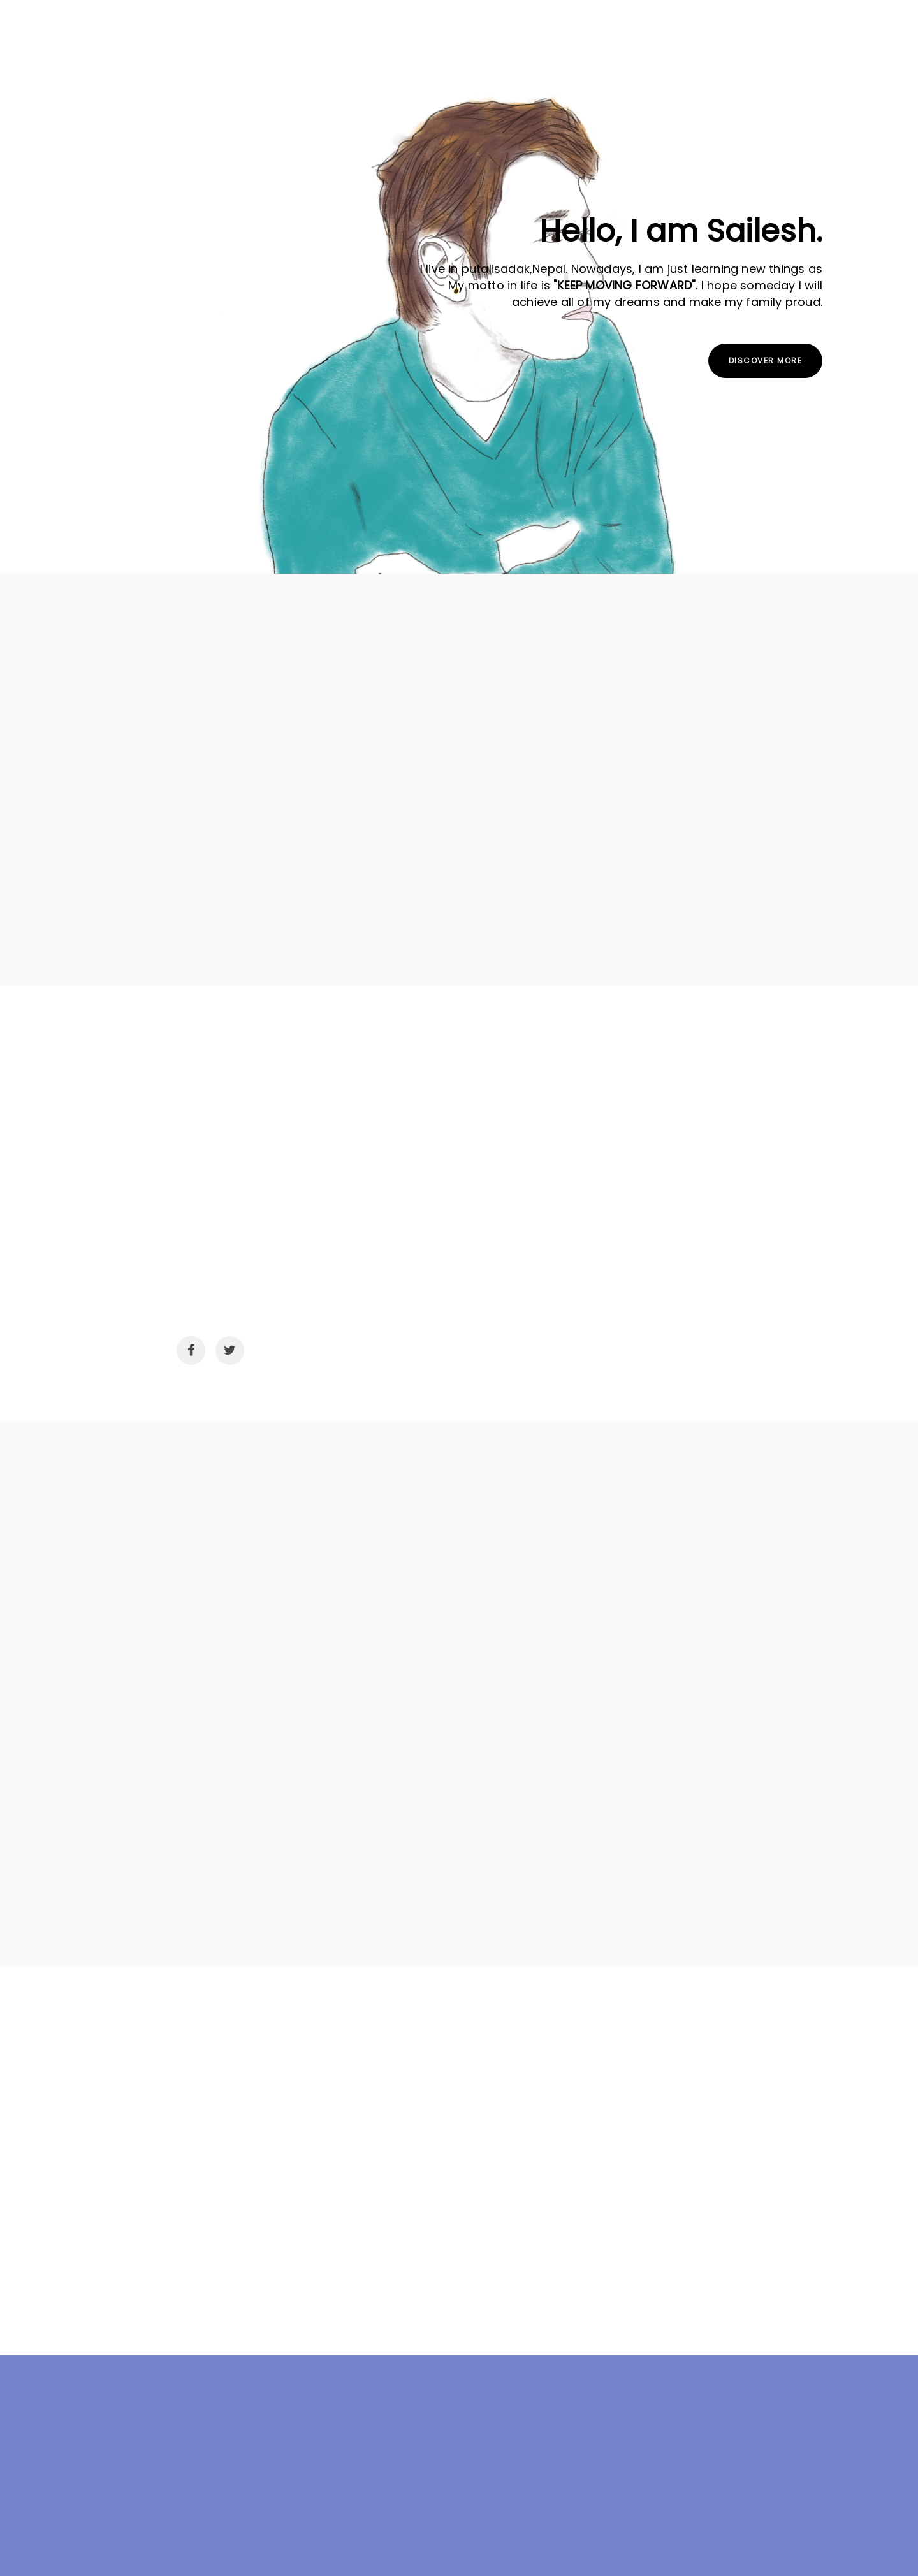 Hello, I am Sailesh.
I live in putalisadak,Nepal. Nowadays, I am just learning new things as
My motto in life is "KEEP MOVING FORWARD". I hope someday I will
achieve all of my dreams and make my family proud.
DISCOVER MORE